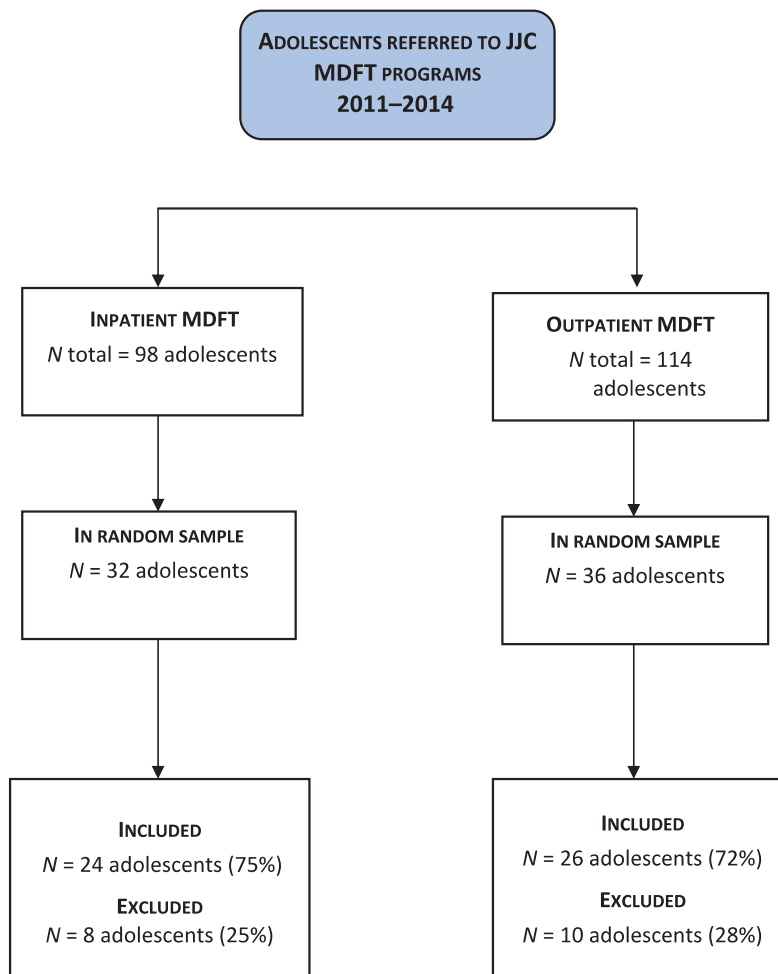 ADOLESCENTS REFERRED TO JJC
MDFT PROGRAMS
2011–2014
INPATIENT MDFT
N total = 98 adolescents
OUTPATIENT MDFT
N total = 114
adolescents
IN RANDOM SAMPLE
N = 32 adolescents
IN RANDOM SAMPLE
N = 36 adolescents
INCLUDED
N = 24 adolescents (75%)
EXCLUDED
N = 8 adolescents (25%)
INCLUDED
N = 26 adolescents (72%)
EXCLUDED
N = 10 adolescents (28%)